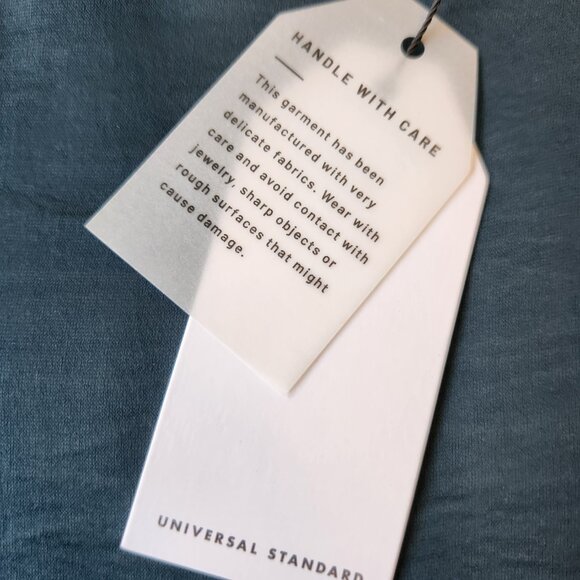 HANDLE WITH CARE
This garment has been
manufactured with very
delicate fabrics. Wear with
care and avoid contact with
jewelry, sharp objects or
rough surfaces that might
cause damage.
UNIVERSAL STANDARD